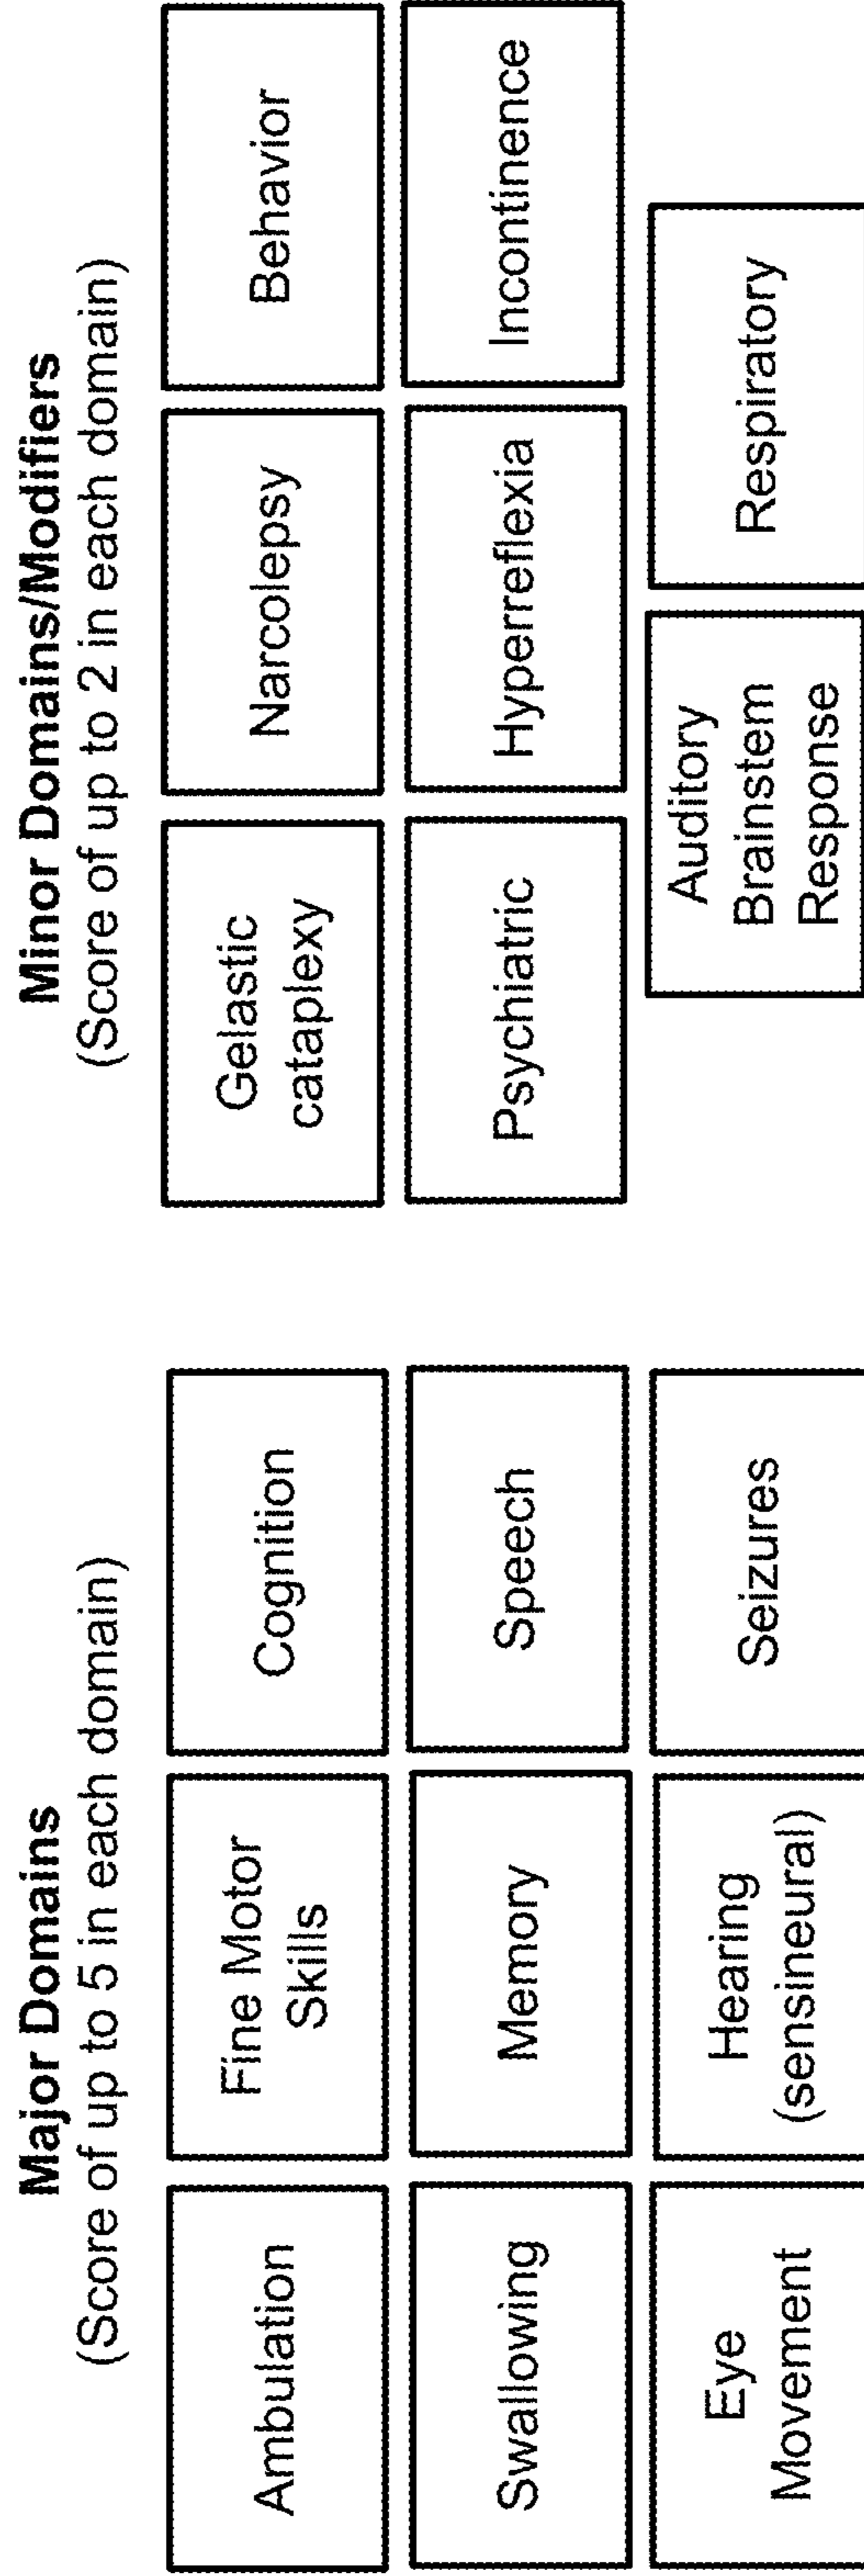 Major Domains
(Score of up to 5 in each domain)
Ambulation
Fine Motor
Skills
Cognition
Swallowing
Memory
Speech
Eye
Movement
Hearing
(sensineural)
Seizures
Minor Domains/Modifiers
(Score of up to 2 in each domain)
Gelastic
cataplexy
Narcolepsy
Behavior
Psychiatric
Hyperreflexia
Incontinence
Auditory
Brainstem
Response
Respiratory